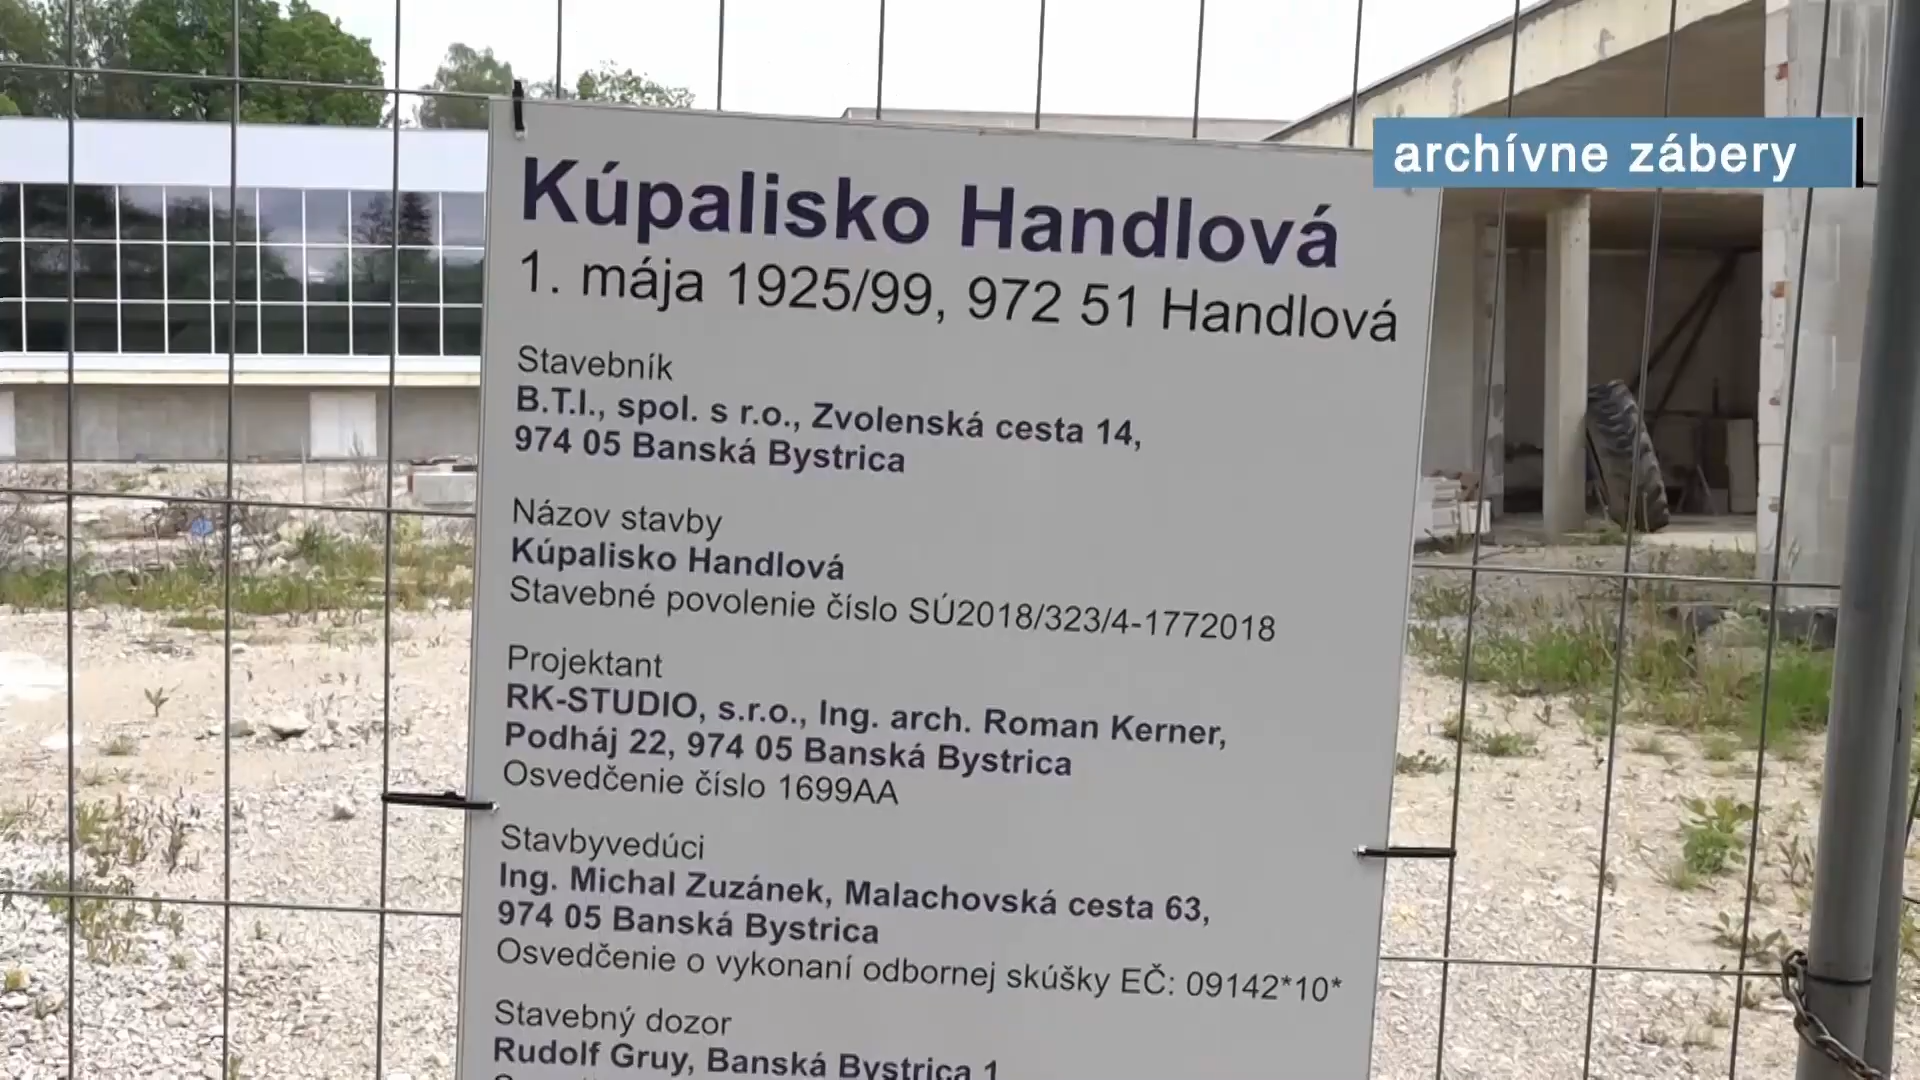 archívne zábery
Kúpalisko Handlová
1. mája 1925/99, 972 51 Handlová
Stavebník
B.T.I., spol. s r.o., Zvolenská cesta 14,
974 05 Banská Bystrica
Názov stavby
Kúpalisko Handlová
Stavebné povolenie číslo SÚ2018/323/4-1772018
Projektant
RK-STUDIO, s.r.o., Ing. arch. Roman Kerner,
Podháj 22, 974 05 Banská Bystrica
Osvedčenie číslo 1699AA
Stavbyvedúci
Ing. Michal Zuzánek, Malachovská cesta 63,
974 05 Banská Bystrica
Osvedčenie o vykonaní odbornej skúšky EČ: 09142*10*
Stavebný dozor
Rudolf Gruy, Banská Bystrica 1